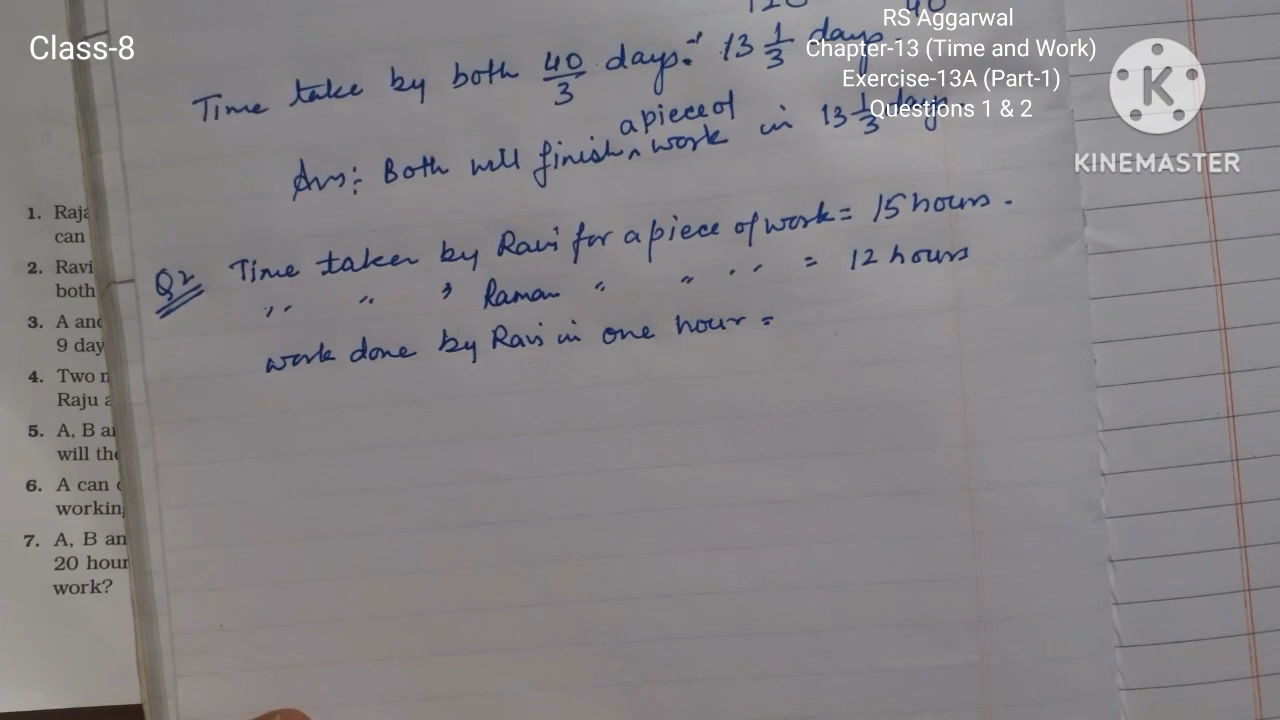 Class-8
RS Aggarwal
Chapter-13 (Time and Work)
Exercise-13A (Part-1)
Questions 1 & 2
KINEMASTER
Time take by both 40/3 days. 13 1/3 days.
a piece of
Ans: Both will finish ^ work in 13 1/3 days.
Q2 Time taken by Ravi for a piece of work = 15 hours.
,, ,, ,, Raman ,, ,, ,, = 12 hours
work done by Ravi in one hour =
1. Raja
can
2. Ravi
both
3. A and
9 day
4. Two
Raju
5. A, B
will
6. A can
working
7. A, B an
20 hour
work?